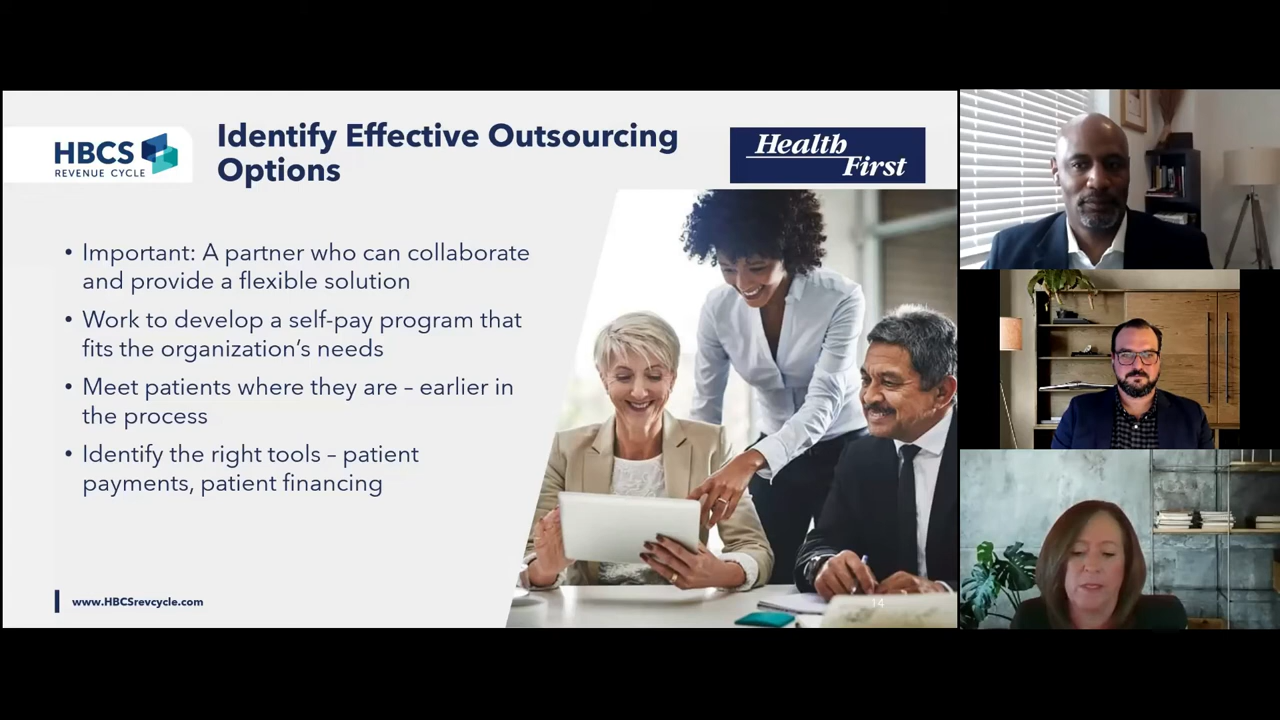 HBCS
REVENUE CYCLE
Identify Effective Outsourcing
Options
Health
First
• Important: A partner who can collaborate
and provide a flexible solution
• Work to develop a self-pay program that
fits the organization's needs
• Meet patients where they are – earlier in
the process
• Identify the right tools – patient
payments, patient financing
www.HBCSrevcycle.com
14